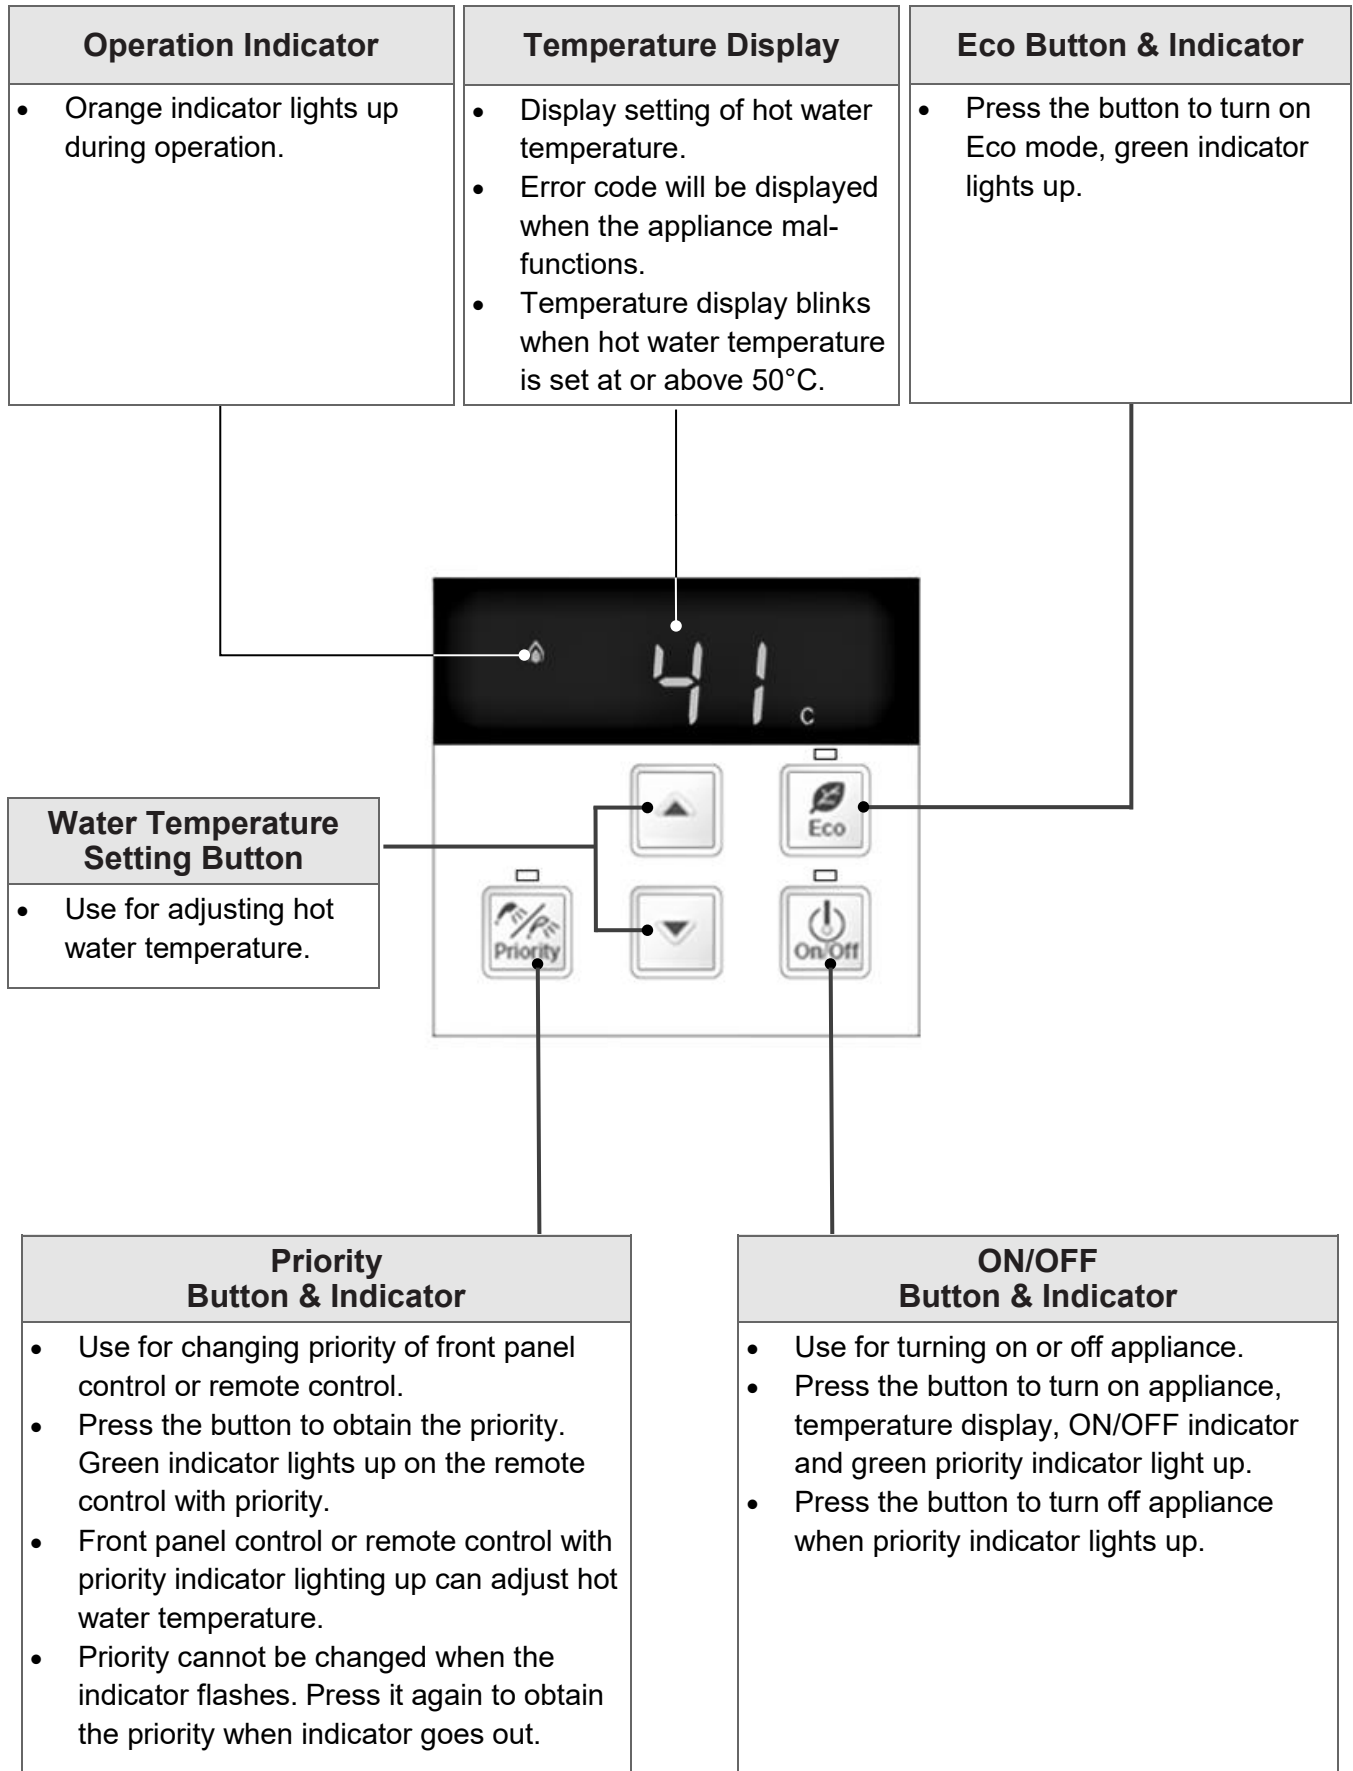 Operation Indicator
• Orange indicator lights up
during operation.
Temperature Display
• Display setting of hot water
temperature.
• Error code will be displayed
when the appliance mal-
functions.
• Temperature display blinks
when hot water temperature
is set at or above 50°C.
Eco Button & Indicator
• Press the button to turn on
Eco mode, green indicator
lights up.
41 C
Eco
Priority
On/Off
Water Temperature
Setting Button
• Use for adjusting hot
water temperature.
Priority
Button & Indicator
• Use for changing priority of front panel
control or remote control.
• Press the button to obtain the priority.
Green indicator lights up on the remote
control with priority.
• Front panel control or remote control with
priority indicator lighting up can adjust hot
water temperature.
• Priority cannot be changed when the
indicator flashes. Press it again to obtain
the priority when indicator goes out.
ON/OFF
Button & Indicator
• Use for turning on or off appliance.
• Press the button to turn on appliance,
temperature display, ON/OFF indicator
and green priority indicator light up.
• Press the button to turn off appliance
when priority indicator lights up.